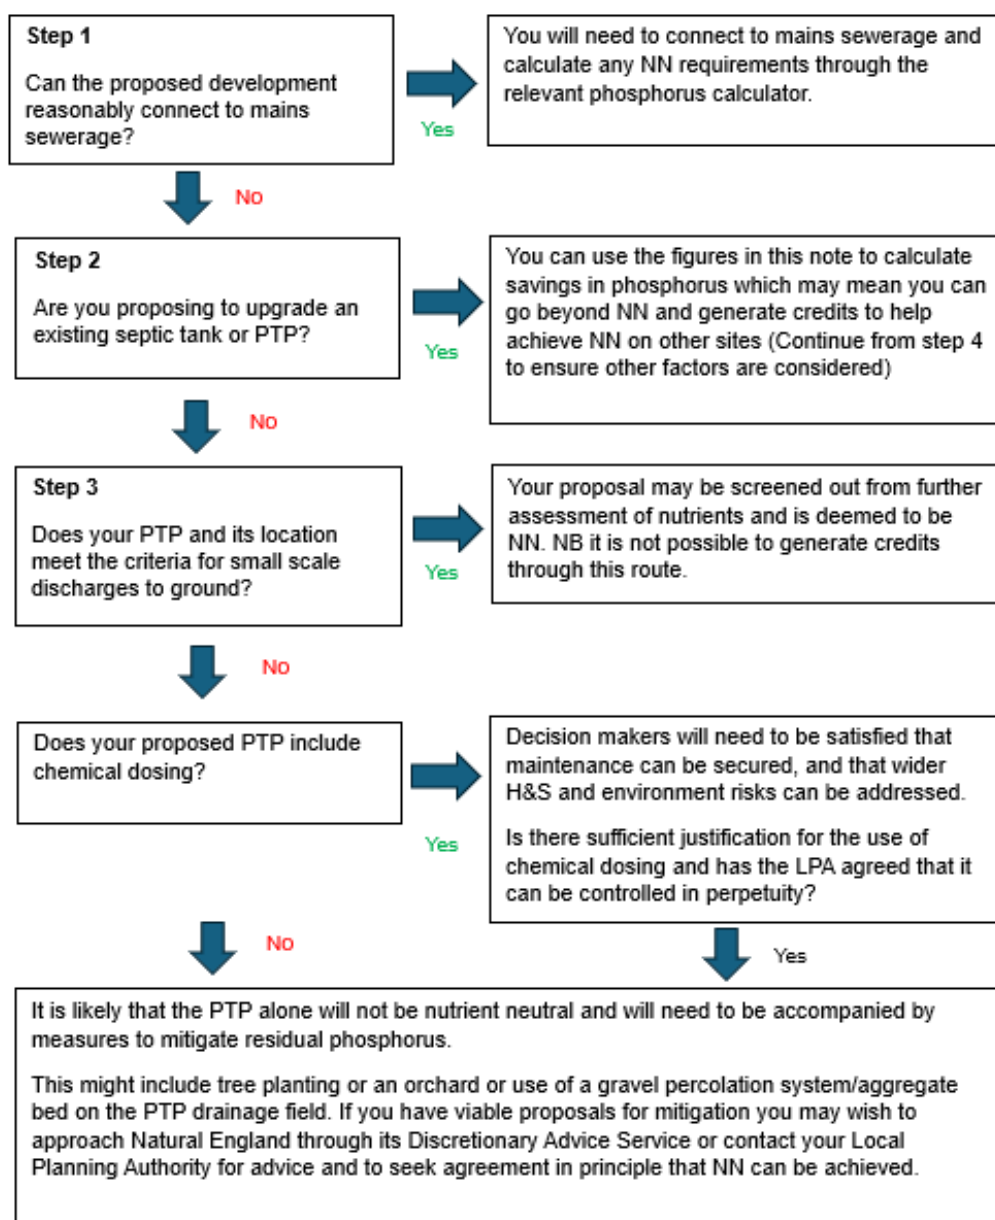 Step 1
Can the proposed development
reasonably connect to mains
sewerage?
Yes
You will need to connect to mains sewerage and
calculate any NN requirements through the
relevant phosphorus calculator.
No
Step 2
Are you proposing to upgrade an
existing septic tank or PTP?
Yes
You can use the figures in this note to calculate
savings in phosphorus which may mean you can
go beyond NN and generate credits to help
achieve NN on other sites (Continue from step 4
to ensure other factors are considered)
No
Step 3
Does your PTP and its location
meet the criteria for small scale
discharges to ground?
Yes
Your proposal may be screened out from further
assessment of nutrients and is deemed to be
NN. NB it is not possible to generate credits
through this route.
No
Does your proposed PTP include
chemical dosing?
Yes
Decision makers will need to be satisfied that
maintenance can be secured, and that wider
H&S and environment risks can be addressed.
Is there sufficient justification for the use of
chemical dosing and has the LPA agreed that it
can be controlled in perpetuity?
No
Yes
It is likely that the PTP alone will not be nutrient neutral and will need to be accompanied by
measures to mitigate residual phosphorus.
This might include tree planting or an orchard or use of a gravel percolation system/aggregate
bed on the PTP drainage field. If you have viable proposals for mitigation you may wish to
approach Natural England through its Discretionary Advice Service or contact your Local
Planning Authority for advice and to seek agreement in principle that NN can be achieved.